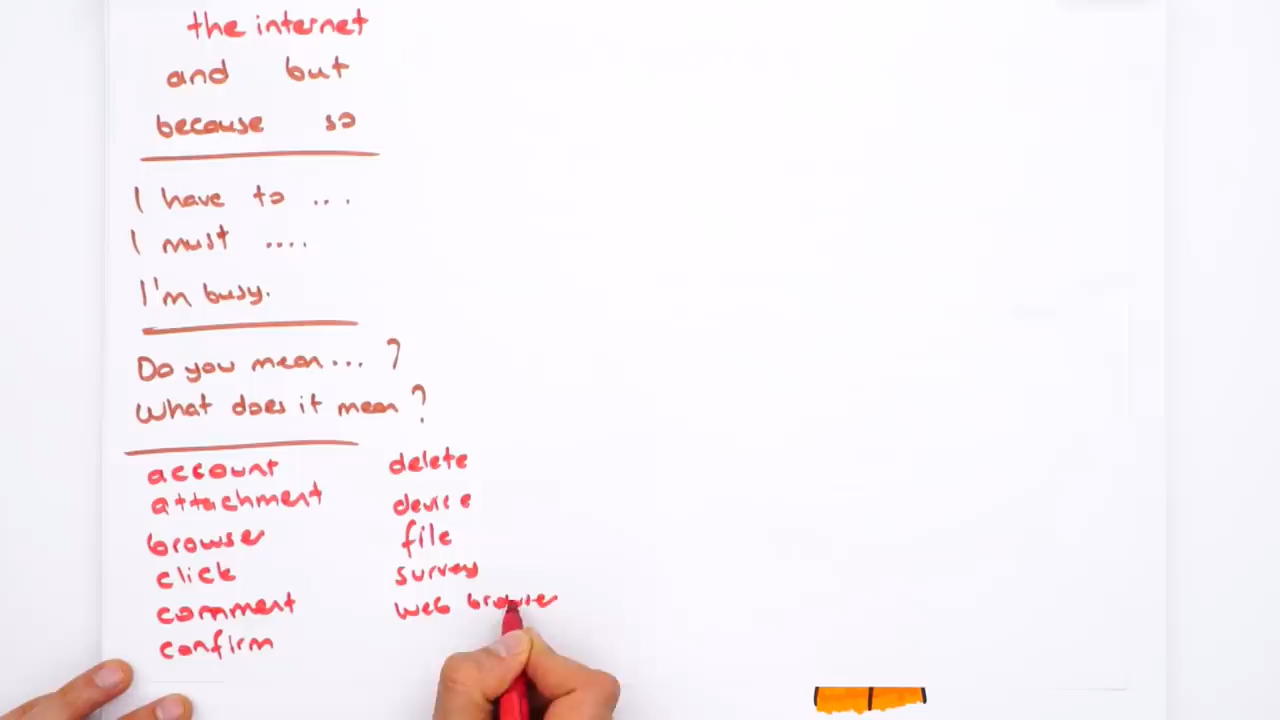 the internet
and but
because so
I have to ...
I must ....
I'm busy.
Do you mean... ?
What does it mean?
account delete
attachment device
browser file
click survey
comment web browser
confirm